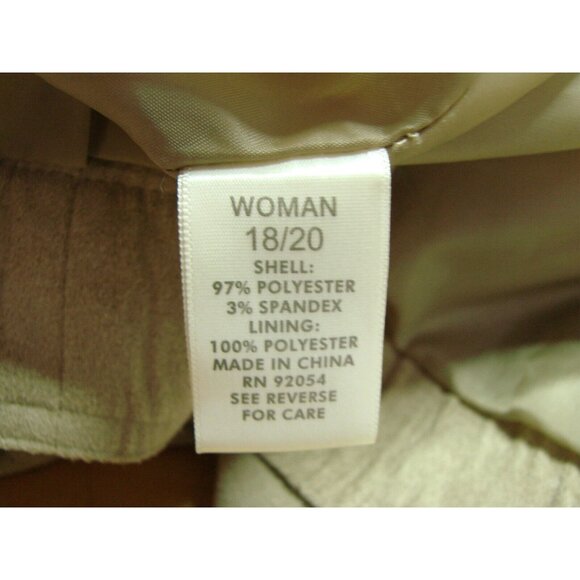 WOMAN
18/20
SHELL:
97% POLYESTER
3% SPANDEX
LINING:
100% POLYESTER
MADE IN CHINA
RN 92054
SEE REVERSE
FOR CARE